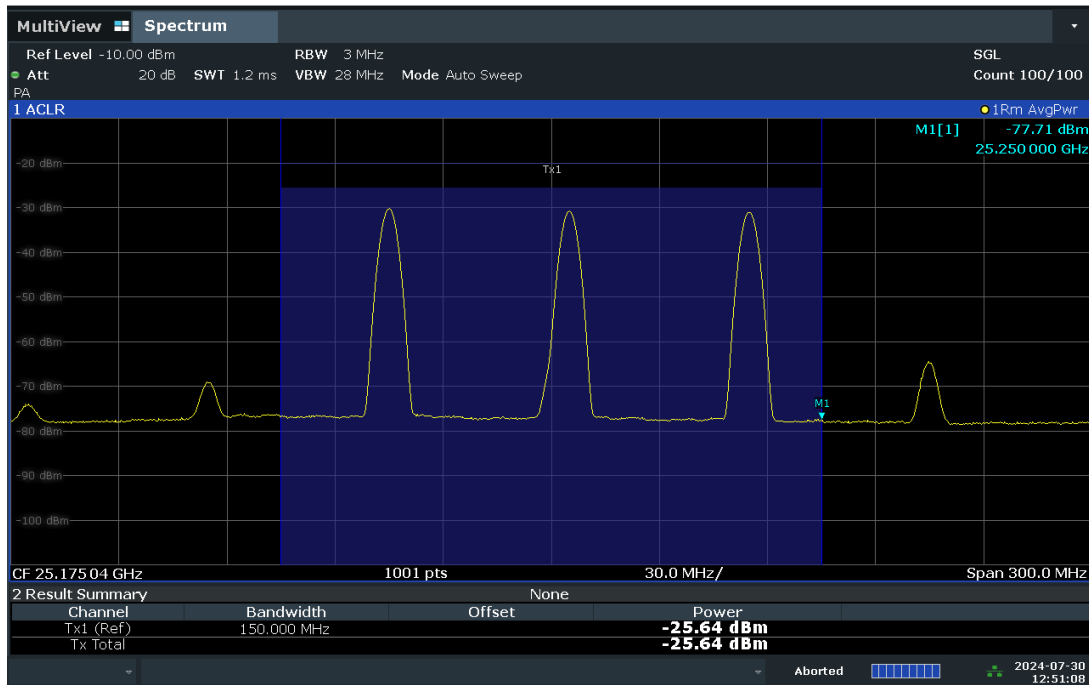 MultiView Spectrum
Ref Level -10.00 dBm RBW 3 MHz SGL
Att 20 dB SWT 1.2 ms VBW 28 MHz Mode Auto Sweep Count 100/100
PA
1 ACLR 1Rm AvgPwr
M1[1] -77.71 dBm
25.250 000 GHz
-20 dBm
Tx1
-30 dBm
-40 dBm
-50 dBm
-60 dBm
-70 dBm
M1
-80 dBm
-90 dBm
-100 dBm
CF 25.175 04 GHz 1001 pts 30.0 MHz/ Span 300.0 MHz
2 Result Summary None
Channel Bandwidth Offset Power
Tx1 (Ref) 150.000 MHz -25.64 dBm
Tx Total -25.64 dBm
Aborted 2024-07-30
12:51:08